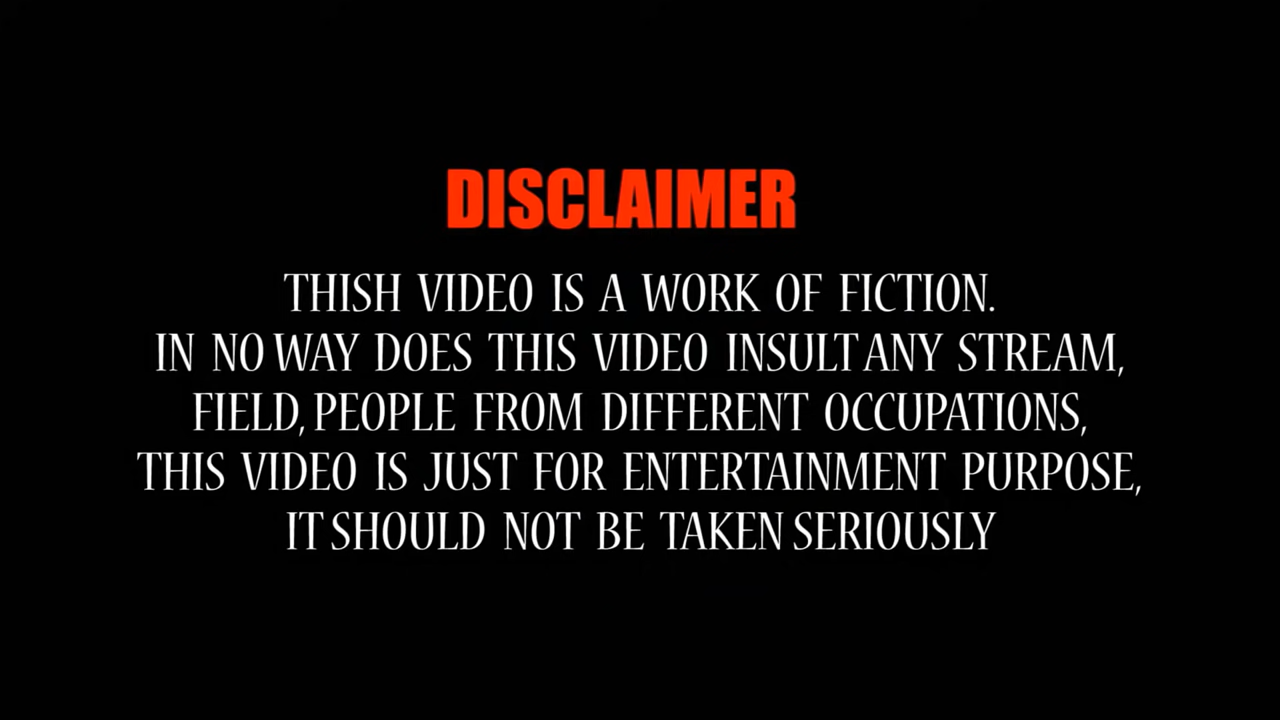 DISCLAIMER
THISH VIDEO IS A WORK OF FICTION.
IN NO WAY DOES THIS VIDEO INSULT ANY STREAM,
FIELD, PEOPLE FROM DIFFERENT OCCUPATIONS,
THIS VIDEO IS JUST FOR ENTERTAINMENT PURPOSE,
IT SHOULD NOT BE TAKEN SERIOUSLY